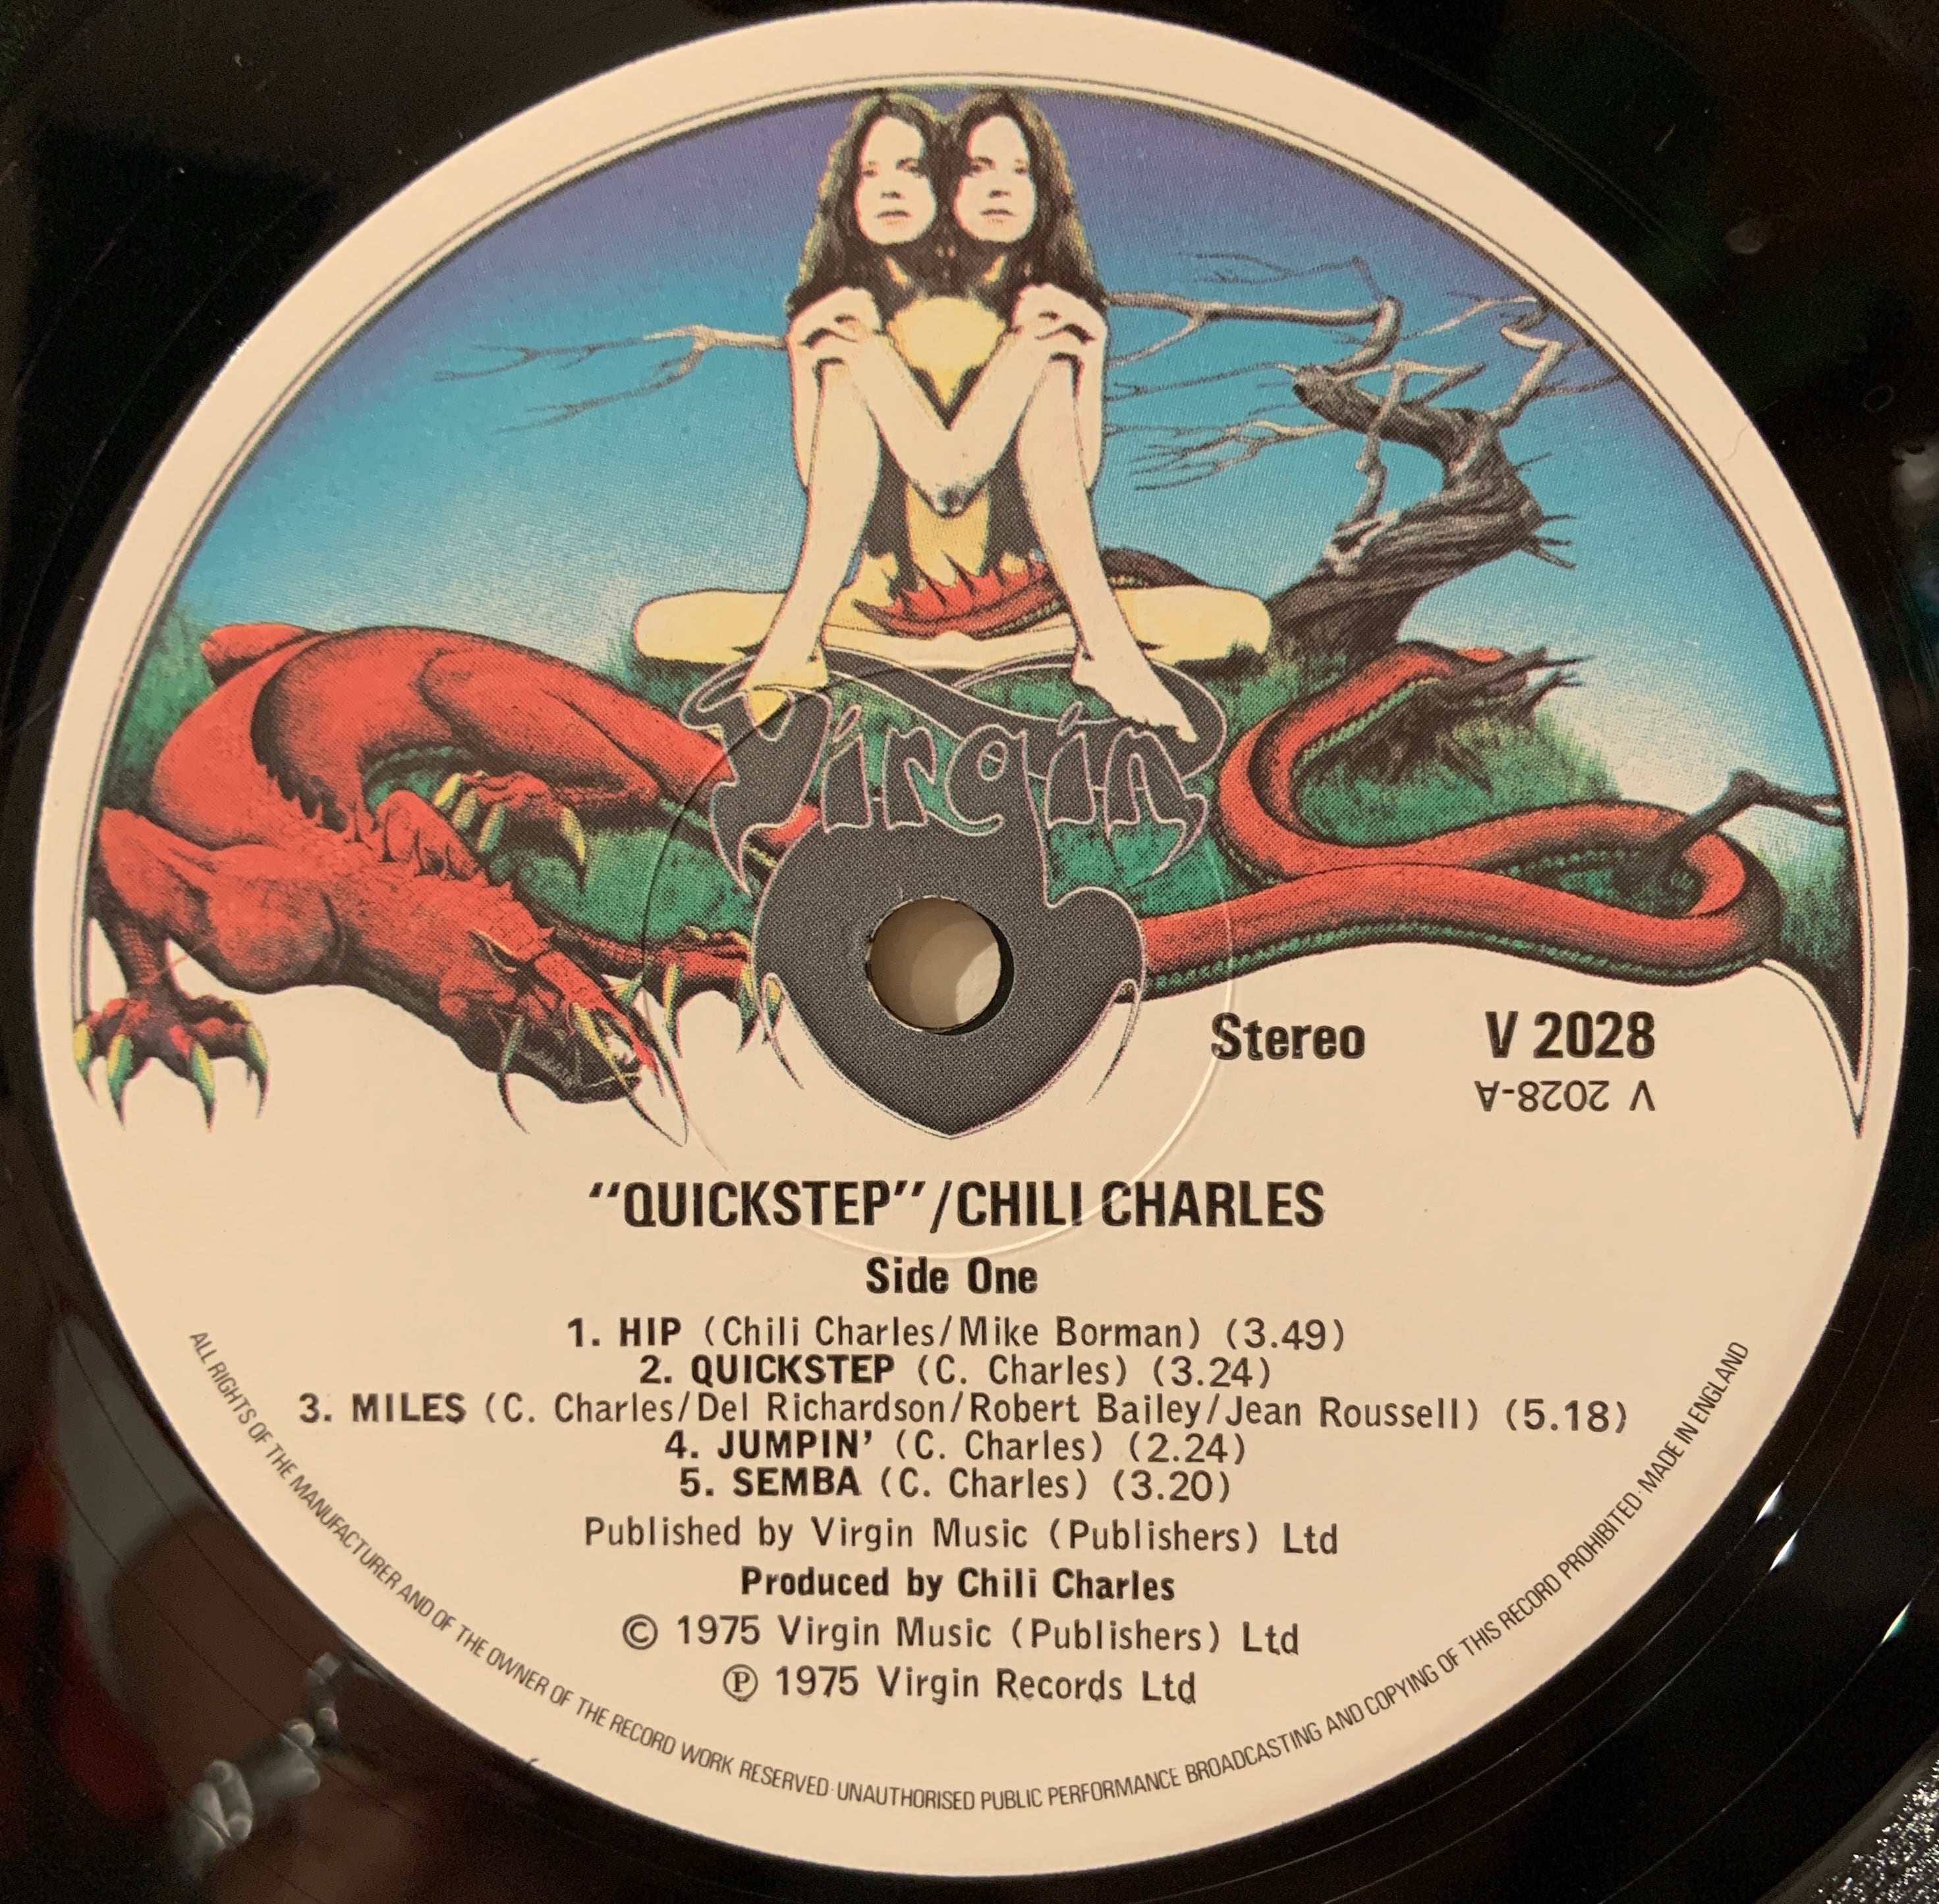 Virgin
Stereo V 2028
V 2028-A
"QUICKSTEP"/CHILI CHARLES
Side One
1. HIP (Chili Charles/Mike Borman) (3.49)
2. QUICKSTEP (C. Charles) (3.24)
3. MILES (C. Charles/Del Richardson/Robert Bailey/Jean Roussell) (5.18)
4. JUMPIN' (C. Charles) (2.24)
5. SEMBA (C. Charles) (3.20)
Published by Virgin Music (Publishers) Ltd
Produced by Chili Charles
© 1975 Virgin Music (Publishers) Ltd
℗ 1975 Virgin Records Ltd
ALL RIGHTS OF THE MANUFACTURER AND OF THE OWNER OF THE RECORD WORK RESERVED·UNAUTHORISED PUBLIC PERFORMANCE BROADCASTING AND COPYING OF THIS RECORD PROHIBITED·MADE IN ENGLAND